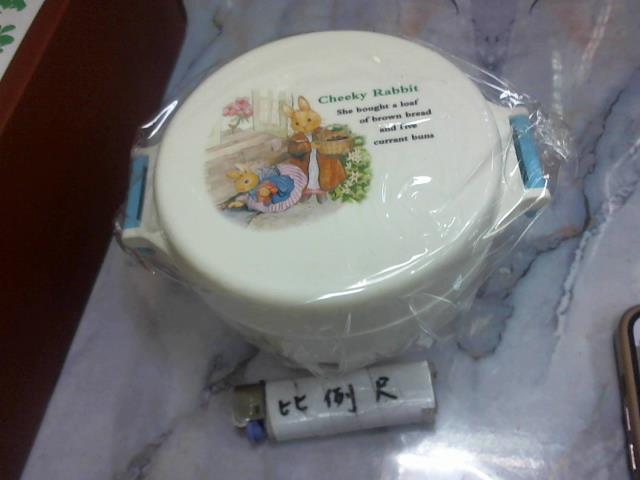 Cheeky Rabbit
She bought a loaf
of brown bread
and five
currant buns
比例尺